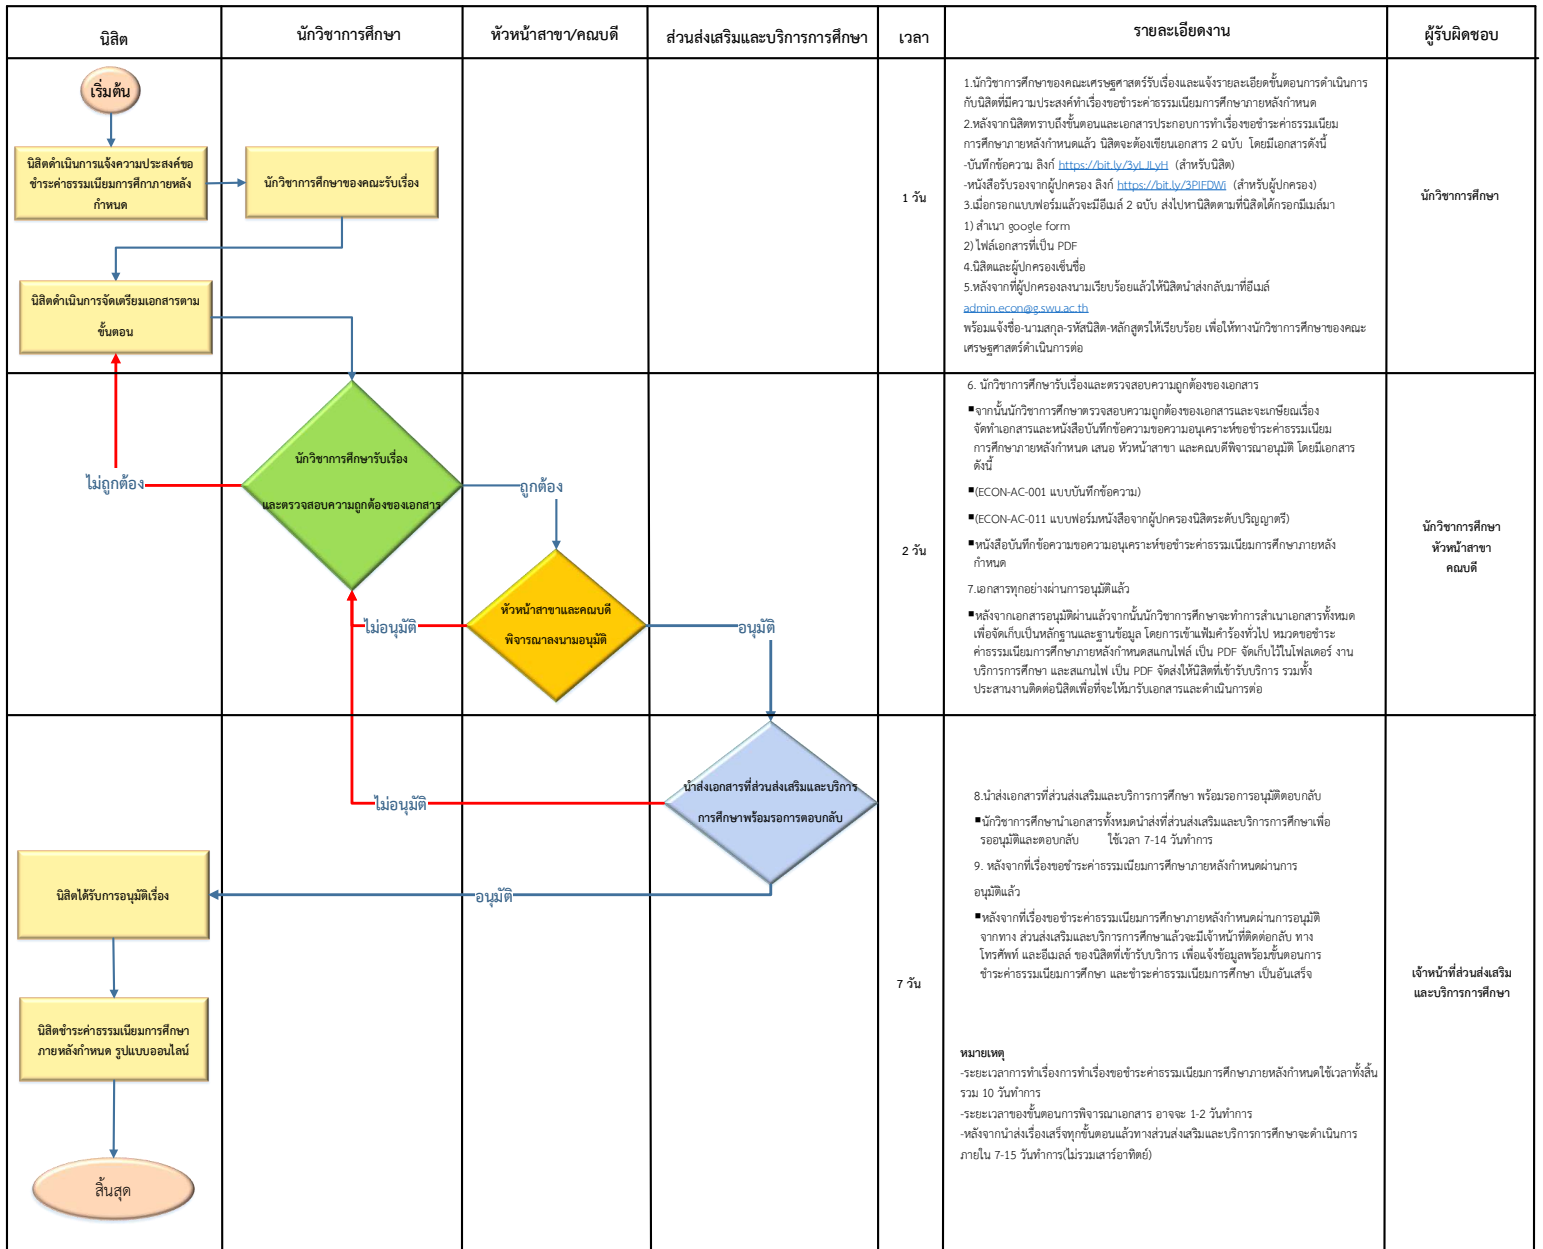 นิสิต
นักวิชาการศึกษา
หัวหน้าสาขา/คณบดี
ส่วนส่งเสริมและบริการการศึกษา
เวลา
รายละเอียดงาน
ผู้รับผิดชอบ
เริ่มต้น
นิสิตดำเนินการแจ้งความประสงค์ขอ
ชำระค่าธรรมเนียมการศึกาภายหลัง
กำหนด
นักวิชาการศึกษาของคณะรับเรื่อง
นิสิตดำเนินการจัดเตรียมเอกสารตาม
ขั้นตอน
1 วัน
1.นักวิชาการศึกษาของคณะเศรษฐศาสตร์รับเรื่องและแจ้งรายละเอียดขั้นตอนการดำเนินการ
กับนิสิตที่มีความประสงค์ทำเรื่องขอชำระค่าธรรมเนียมการศึกษาภายหลังกำหนด
2.หลังจากนิสิตทราบถึงขั้นตอนและเอกสารประกอบการทำเรื่องขอชำระค่าธรรมเนียม
การศึกษาภายหลังกำหนดแล้ว นิสิตจะต้องเขียนเอกสาร 2 ฉบับ โดยมีเอกสารดังนี้
-บันทึกข้อความ ลิงก์ https://bit.ly/3yLJLyH (สำหรับนิสิต)
-หนังสือรับรองจากผู้ปกครอง ลิงก์ https://bit.ly/3PIFDWi (สำหรับผู้ปกครอง)
3.เมื่อกรอกแบบฟอร์มแล้วจะมีอีเมล์ 2 ฉบับ ส่งไปหานิสิตตามที่นิสิตได้กรอกมีเมล์มา
1) สำเนา google form
2) ไฟล์เอกสารที่เป็น PDF
4.นิสิตและผู้ปกครองเซ็นชื่อ
5.หลังจากที่ผู้ปกครองลงนามเรียบร้อยแล้วให้นิสิตนำส่งกลับมาที่อีเมล์
admin.econ@g.swu.ac.th
พร้อมแจ้งชื่อ-นามสกุล-รหัสนิสิต-หลักสูตรให้เรียบร้อย เพื่อให้ทางนักวิชาการศึกษาของคณะ
เศรษฐศาสตร์ดำเนินการต่อ
นักวิชาการศึกษา
นักวิชาการศึกษารับเรื่อง
และตรวจสอบความถูกต้องของเอกสาร
ไม่ถูกต้อง
ถูกต้อง
หัวหน้าสาขาและคณบดี
พิจารณาลงนามอนุมัติ
ไม่อนุมัติ
อนุมัติ
2 วัน
6. นักวิชาการศึกษารับเรื่องและตรวจสอบความถูกต้องของเอกสาร
▪จากนั้นนักวิชาการศึกษาตรวจสอบความถูกต้องของเอกสารและจะเกษียณเรื่อง
จัดทำเอกสารและหนังสือบันทึกข้อความขอความอนุเคราะห์ขอชำระค่าธรรมเนียม
การศึกษาภายหลังกำหนด เสนอ หัวหน้าสาขา และคณบดีพิจารณาอนุมัติ โดยมีเอกสาร
ดังนี้
▪(ECON-AC-001 แบบบันทึกข้อความ)
▪(ECON-AC-011 แบบฟอร์มหนังสือจากผู้ปกครองนิสิตระดับปริญญาตรี)
▪หนังสือบันทึกข้อความขอความอนุเคราะห์ขอชำระค่าธรรมเนียมการศึกษาภายหลัง
กำหนด
7.เอกสารทุกอย่างผ่านการอนุมัติแล้ว
▪หลังจากเอกสารอนุมัติผ่านแล้วจากนั้นนักวิชาการศึกษาจะทำการสำเนาเอกสารทั้งหมด
เพื่อจัดเก็บเป็นหลักฐานและฐานข้อมูล โดยการเข้าแฟ้มคำร้องทั่วไป หมวดขอชำระ
ค่าธรรมเนียมการศึกษาภายหลังกำหนดสแกนไฟล์ เป็น PDF จัดเก็บไว้ในโฟลเดอร์ งาน
บริการการศึกษา และสแกนไฟ เป็น PDF จัดส่งให้นิสิตที่เข้ารับบริการ รวมทั้ง
ประสานงานติดต่อนิสิตเพื่อที่จะให้มารับเอกสารและดำเนินการต่อ
นักวิชาการศึกษา
หัวหน้าสาขา
คณบดี
นำส่งเอกสารที่ส่วนส่งเสริมและบริการ
การศึกษาพร้อมรอการตอบกลับ
ไม่อนุมัติ
อนุมัติ
นิสิตได้รับการอนุมัติเรื่อง
นิสิตชำระค่าธรรมเนียมการศึกษา
ภายหลังกำหนด รูปแบบออนไลน์
สิ้นสุด
7 วัน
8.นำส่งเอกสารที่ส่วนส่งเสริมและบริการการศึกษา พร้อมรอการอนุมัติตอบกลับ
▪นักวิชาการศึกษานำเอกสารทั้งหมดนำส่งที่ส่วนส่งเสริมและบริการการศึกษาเพื่อ
รออนุมัติและตอบกลับ ใช้เวลา 7-14 วันทำการ
9. หลังจากที่เรื่องขอชำระค่าธรรมเนียมการศึกษาภายหลังกำหนดผ่านการ
อนุมัติแล้ว
▪หลังจากที่เรื่องขอชำระค่าธรรมเนียมการศึกษาภายหลังกำหนดผ่านการอนุมัติ
จากทาง ส่วนส่งเสริมและบริการการศึกษาแล้วจะมีเจ้าหน้าที่ติดต่อกลับ ทาง
โทรศัพท์ และอีเมลล์ ของนิสิตที่เข้ารับบริการ เพื่อแจ้งข้อมูลพร้อมขั้นตอนการ
ชำระค่าธรรมเนียมการศึกษา และชำระค่าธรรมเนียมการศึกษา เป็นอันเสร็จ
หมายเหตุ
-ระยะเวลาการทำเรื่องการทำเรื่องขอชำระค่าธรรมเนียมการศึกษาภายหลังกำหนดใช้เวลาทั้งสิ้น
รวม 10 วันทำการ
-ระยะเวลาของขั้นตอนการพิจารณาเอกสาร อาจจะ 1-2 วันทำการ
-หลังจากนำส่งเรื่องเสร็จทุกขั้นตอนแล้วทางส่วนส่งเสริมและบริการการศึกษาจะดำเนินการ
ภายใน 7-15 วันทำการ(ไม่รวมเสาร์อาทิตย์)
เจ้าหน้าที่ส่วนส่งเสริม
และบริการการศึกษา